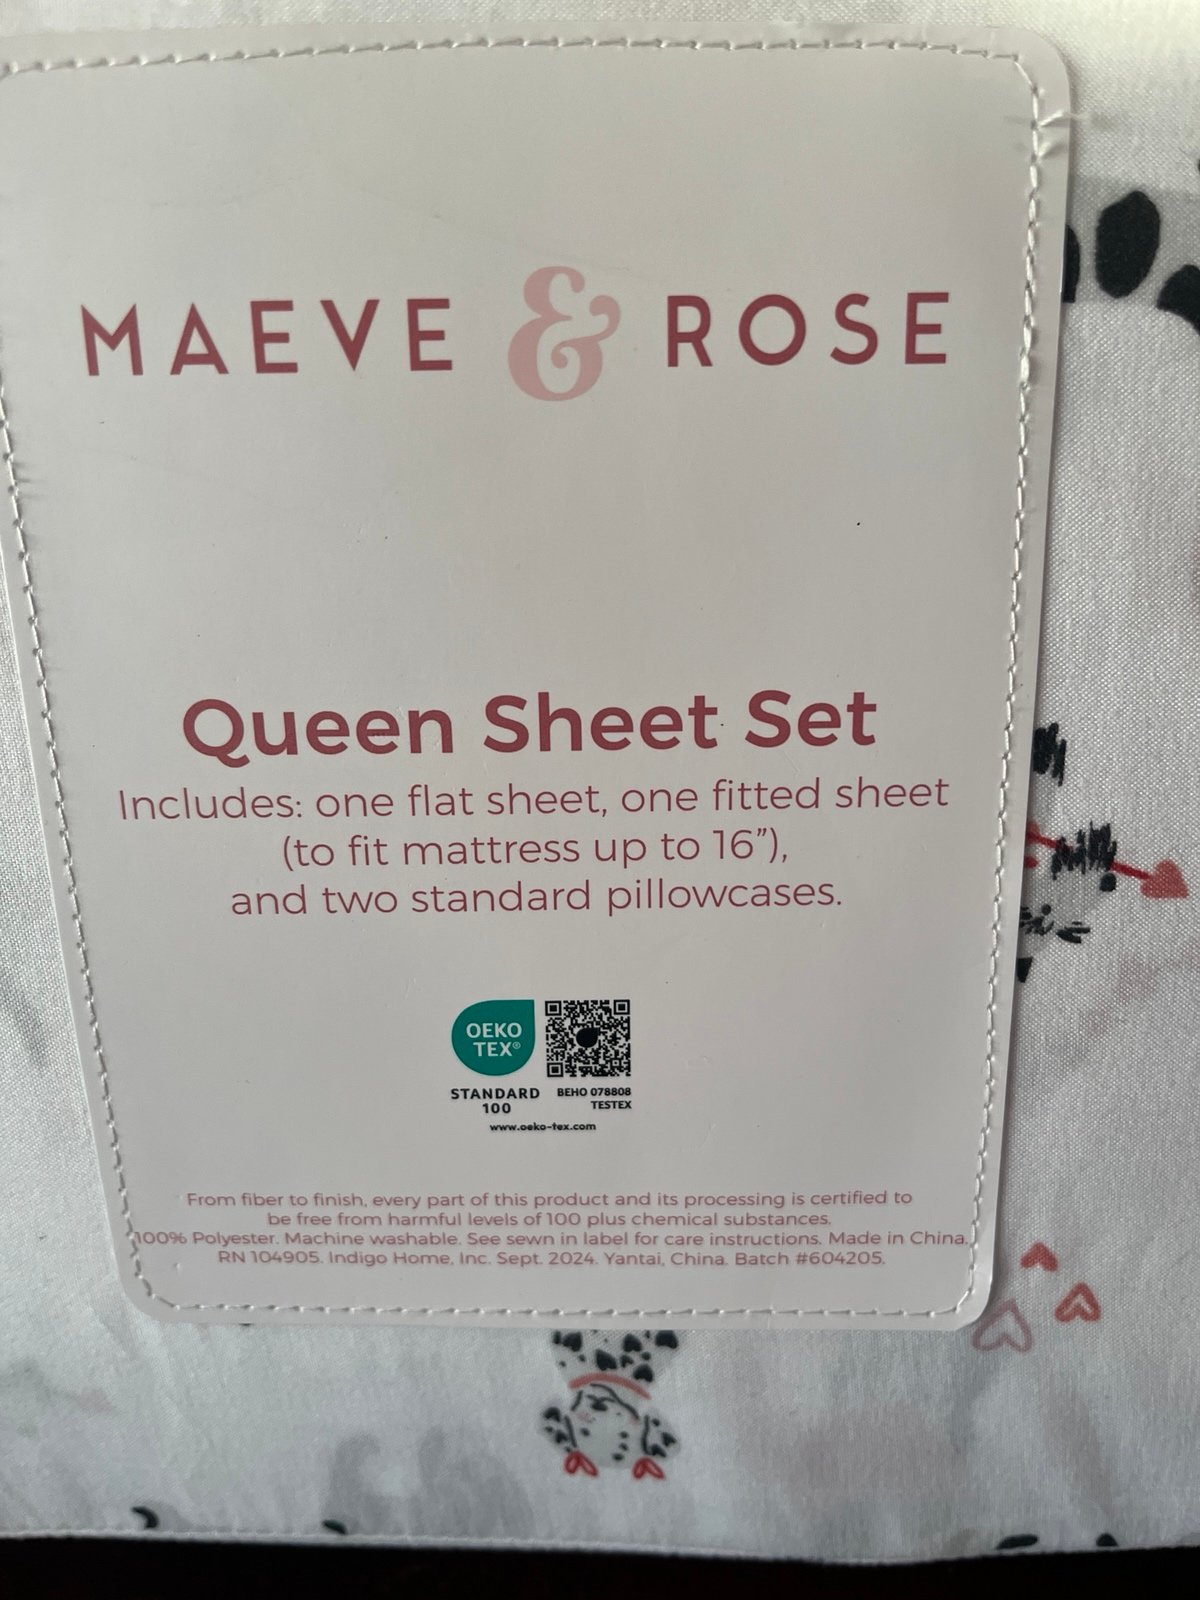 MAEVE & ROSE
Queen Sheet Set
Includes: one flat sheet, one fitted sheet
(to fit mattress up to 16”),
and two standard pillowcases.
OEKO
TEX®
STANDARD
100
BEHO 078808
TESTEX
www.oeko-tex.com
From fiber to finish, every part of this product and its processing is certified to
be free from harmful levels of 100 plus chemical substances.
100% Polyester. Machine washable. See sewn in label for care instructions. Made in China.
RN 104905. Indigo Home, Inc. Sept. 2024. Yantai, China. Batch #604205.